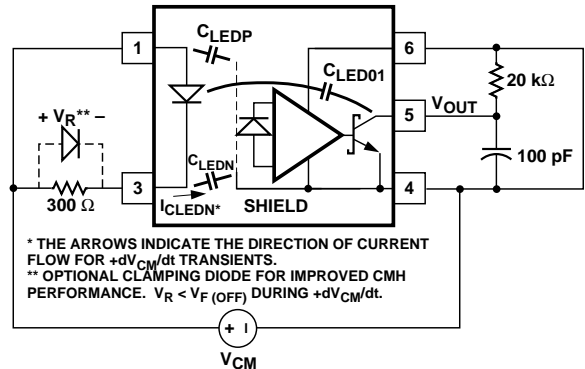 1
CLEDP
6
CLED01
20 kΩ
+ VR** –
VOUT
5
CLEDN
100 pF
3
4
300 Ω
ICLEDN*
SHIELD
* THE ARROWS INDICATE THE DIRECTION OF CURRENT
FLOW FOR +dVCM/dt TRANSIENTS.
** OPTIONAL CLAMPING DIODE FOR IMPROVED CMH
PERFORMANCE. VR < VF (OFF) DURING +dVCM/dt.
+ –
VCM